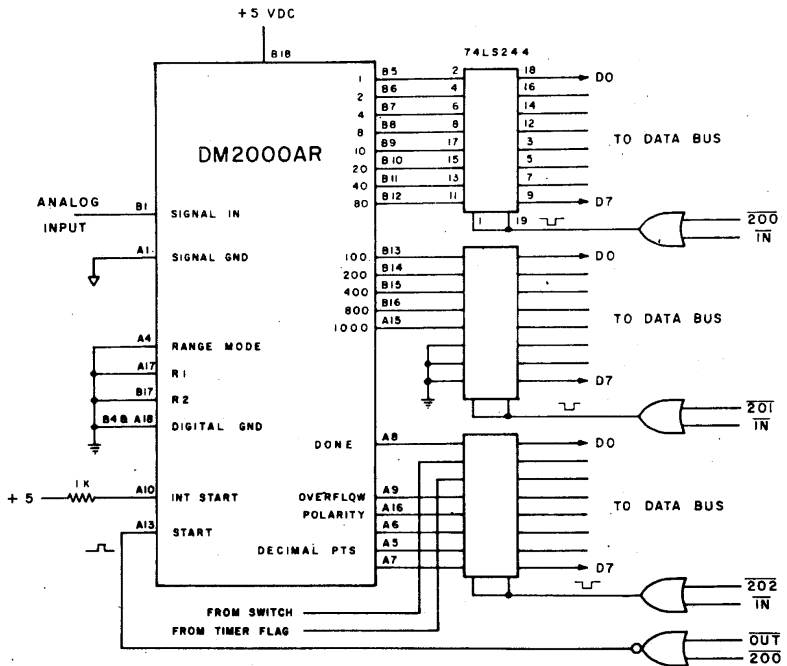 +5 VDC
B18
74LS244
DM2000AR
1 B5 2 18 D0
2 B6 4 16
4 B7 6 14
8 B8 8 12
10 B9 17 3
20 B10 15 5
40 B11 13 7
80 B12 11 9 D7
TO DATA BUS
1 19
200
IN
ANALOG
INPUT
B1 SIGNAL IN
A1 SIGNAL GND
100 B13 D0
200 B14
400 B15
800 B16
1000 A15
TO DATA BUS
D7
201
IN
A4 RANGE MODE
A17 R1
B17 R2
B4 & A18 DIGITAL GND
DONE A8 D0
+5 1K A10 INT START
A13 START
OVERFLOW A9
POLARITY A16
A6
DECIMAL PTS A5
A7
TO DATA BUS
D7
202
IN
FROM SWITCH
FROM TIMER FLAG
OUT
200